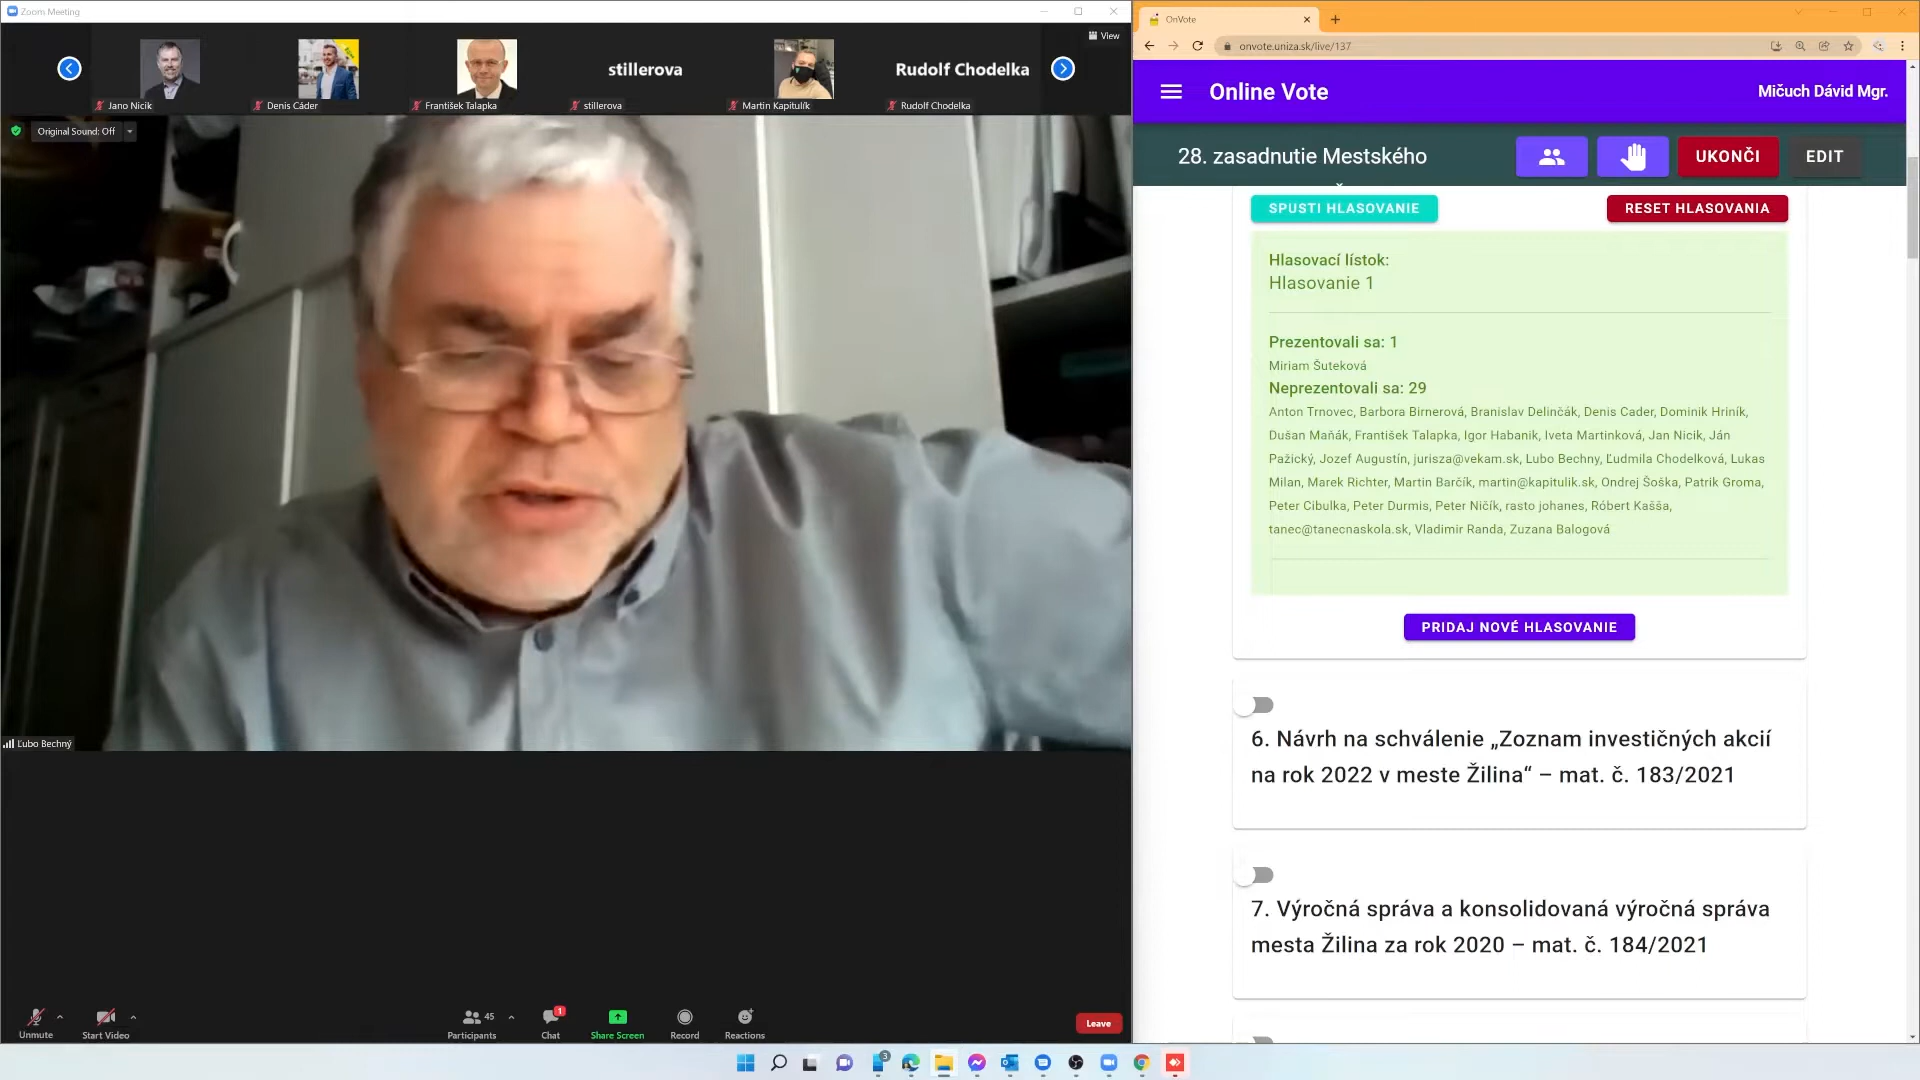 Zoom Meeting
View
stillerova
Rudolf Chodelka
Jano Nicik
Denis Cáder
František Talapka
stillerova
Martin Kapitulík
Rudolf Chodelka
Original Sound: Off
Ľubo Bechný
Unmute
Start Video
45
Participants
1
Chat
Share Screen
Record
Reactions
Leave
OnVote
onvote.uniza.sk/live/137
Online Vote
Mičuch Dávid Mgr.
28. zasadnutie Mestského
UKONČI
EDIT
SPUSTI HLASOVANIE
RESET HLASOVANIA
Hlasovací lístok:
Hlasovanie 1
Prezentovali sa: 1
Miriam Šuteková
Neprezentovali sa: 29
Anton Trnovec, Barbora Birnerová, Branislav Delinčák, Denis Cader, Dominik Hriník,
Dušan Maňák, František Talapka, Igor Habanik, Iveta Martinková, Jan Nicik, Ján
Pažický, Jozef Augustín, jurisza@vekam.sk, Lubo Bechny, Ľudmila Chodelková, Lukas
Milan, Marek Richter, Martin Barčík, martin@kapitulik.sk, Ondrej Šoška, Patrik Groma,
Peter Cibulka, Peter Durmis, Peter Ničík, rasto johanes, Róbert Kašša,
tanec@tanecnaskola.sk, Vladimir Randa, Zuzana Balogová
PRIDAJ NOVÉ HLASOVANIE
6. Návrh na schválenie „Zoznam investičných akcií
na rok 2022 v meste Žilina“ – mat. č. 183/2021
7. Výročná správa a konsolidovaná výročná správa
mesta Žilina za rok 2020 – mat. č. 184/2021
3